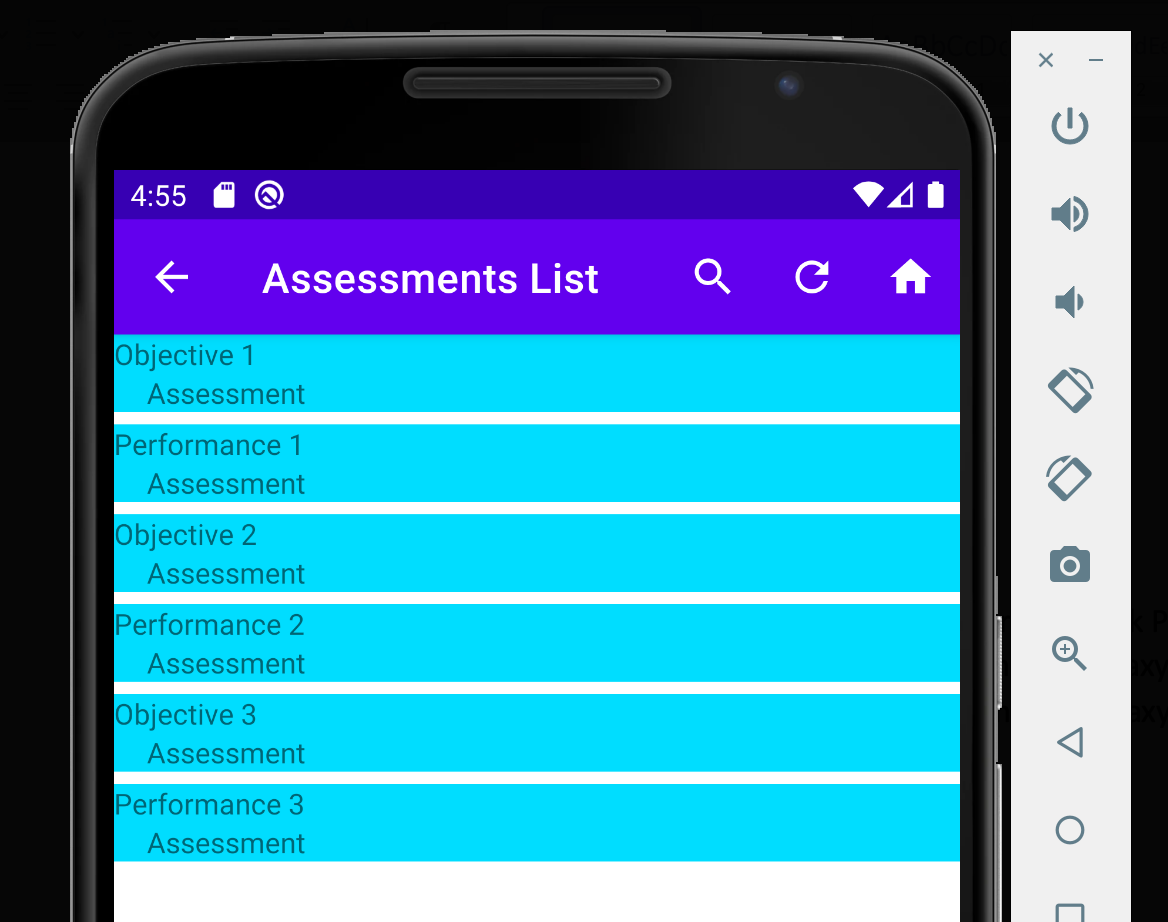 4:55
Assessments List
Objective 1
Assessment
Performance 1
Assessment
Objective 2
Assessment
Performance 2
Assessment
Objective 3
Assessment
Performance 3
Assessment